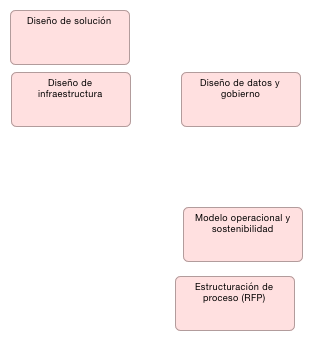 Diseño de solución
Diseño de
infraestructura
Diseño de datos y
gobierno
Modelo operacional y
sostenibilidad
Estructuración de
proceso (RFP)